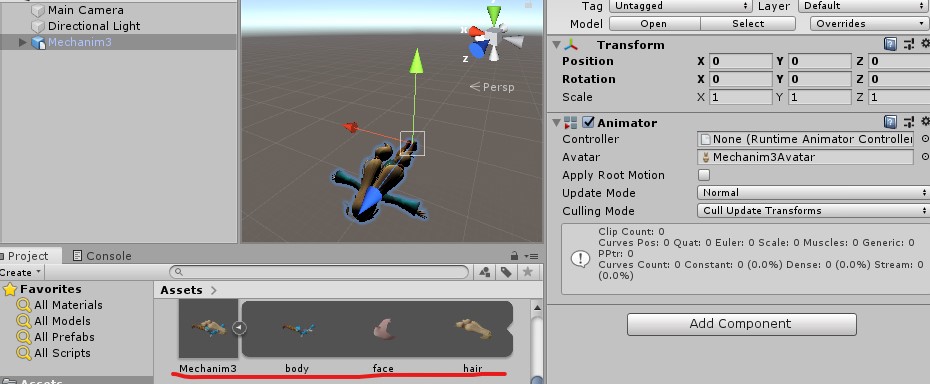 Main Camera
Directional Light
Mechanim3
x
z
Persp
Tag Untagged Layer Default
Model Open Select Overrides
Transform
Position X 0 Y 0 Z 0
Rotation X 0 Y 0 Z 0
Scale X 1 Y 1 Z 1
Animator
Controller None (Runtime Animator Controller
Avatar Mechanim3Avatar
Apply Root Motion
Update Mode Normal
Culling Mode Cull Update Transforms
Clip Count: 0
Curves Pos: 0 Quat: 0 Euler: 0 Scale: 0 Muscles: 0 Generic: 0
PPtr: 0
Curves Count: 0 Constant: 0 (0.0%) Dense: 0 (0.0%) Stream: 0
(0.0%)
Add Component
Project Console
Create
Favorites
All Materials
All Models
All Prefabs
All Scripts
Assets
Assets >
Mechanim3 body face hair